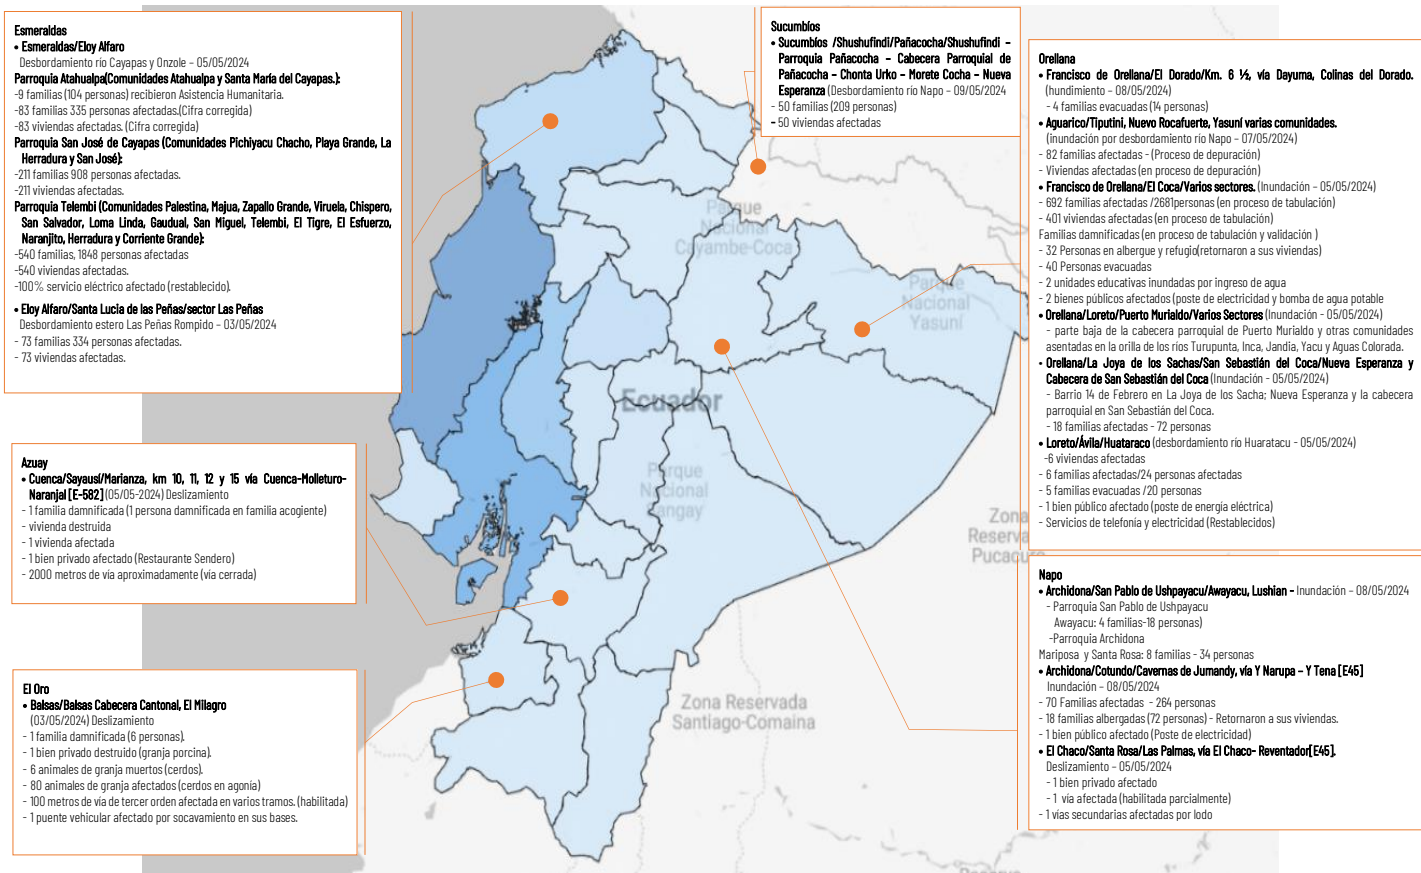 Esmeraldas
• Esmeraldas/Eloy Alfaro
Desbordamiento río Cayapas y Onzole – 05/05/2024
Parroquia Atahualpa(Comunidades Atahualpa y Santa María del Cayapas.):
-9 familias (104 personas) recibieron Asistencia Humanitaria.
-83 familias 335 personas afectadas.(Cifra corregida)
-83 viviendas afectadas. (Cifra corregida)
Parroquia San José de Cayapas (Comunidades Pichiyacu Chacho, Playa Grande, La
Herradura y San José):
-211 familias 908 personas afectadas.
-211 viviendas afectadas.
Parroquia Telembi (Comunidades Palestina, Majua, Zapallo Grande, Viruela, Chispero,
San Salvador, Loma Linda, Gaudual, San Miguel, Telembi, El Tigre, El Esfuerzo,
Naranjito, Herradura y Corriente Grande):
-540 familias, 1848 personas afectadas
-540 viviendas afectadas.
-100% servicio eléctrico afectado (restablecido).
• Eloy Alfaro/Santa Lucia de las Peñas/sector Las Peñas
Desbordamiento estero Las Peñas Rompido – 03/05/2024
- 73 familias 334 personas afectadas.
- 73 viviendas afectadas.
Azuay
• Cuenca/Sayausí/Marianza, km 10, 11, 12 y 15 vía Cuenca-Molleturo-
Naranjal [E-582] (05/05-2024) Deslizamiento
- 1 familia damnificada (1 persona damnificada en familia acogiente)
- vivienda destruida
- 1 vivienda afectada
- 1 bien privado afectado (Restaurante Sendero)
- 2000 metros de vía aproximadamente (vía cerrada)
El Oro
• Balsas/Balsas Cabecera Cantonal, El Milagro
(03/05/2024) Deslizamiento
- 1 familia damnificada (6 personas).
- 1 bien privado destruido (granja porcina).
- 6 animales de granja muertos (cerdos).
- 80 animales de granja afectados (cerdos en agonía)
- 100 metros de vía de tercer orden afectada en varios tramos. (habilitada)
- 1 puente vehicular afectado por socavamiento en sus bases.
Sucumbíos
• Sucumbíos /Shushufindi/Pañacocha/Shushufindi –
Parroquia Pañacocha – Cabecera Parroquial de
Pañacocha – Chonta Urko – Morete Cocha – Nueva
Esperanza (Desbordamiento río Napo – 09/05/2024
- 50 familias (209 personas)
- 50 viviendas afectadas
Parque
Nacional
Cayambe-Coca
Parque
Nacional
Yasuní
Ecuador
Parque
Nacional
Sangay
Zona
Reserva
Pucacuro
Zona Reservada
Santiago-Comaina
Orellana
• Francisco de Orellana/El Dorado/Km. 6 ½, vía Dayuma, Colinas del Dorado.
(hundimiento – 08/05/2024)
- 4 familias evacuadas (14 personas)
• Aguarico/Tiputini, Nuevo Rocafuerte, Yasuní varias comunidades.
(inundación por desbordamiento río Napo – 07/05/2024)
- 82 familias afectadas - (Proceso de depuración)
- Viviendas afectadas (en proceso de depuración)
• Francisco de Orellana/El Coca/Varios sectores. (Inundación – 05/05/2024)
- 692 familias afectadas /2681personas (en proceso de tabulación)
- 401 viviendas afectadas (en proceso de tabulación)
Familias damnificadas (en proceso de tabulación y validación )
- 32 Personas en albergue y refugio(retornaron a sus viviendas)
- 40 Personas evacuadas
- 2 unidades educativas inundadas por ingreso de agua
- 2 bienes públicos afectados (poste de electricidad y bomba de agua potable
• Orellana/Loreto/Puerto Murialdo/Varios Sectores (Inundación – 05/05/2024)
- parte baja de la cabecera parroquial de Puerto Murialdo y otras comunidades
asentadas en la orilla de los ríos Turupunta, Inca, Jandia, Yacu y Aguas Colorada.
• Orellana/La Joya de los Sachas/San Sebastián del Coca/Nueva Esperanza y
Cabecera de San Sebastián del Coca (Inundación - 05/05/2024)
- Barrio 14 de Febrero en La Joya de los Sacha; Nueva Esperanza y la cabecera
parroquial en San Sebastián del Coca.
- 18 familias afectadas - 72 personas
• Loreto/Ávila/Huataraco (desbordamiento río Huaratacu - 05/05/2024)
-6 viviendas afectadas
- 6 familias afectadas/24 personas afectadas
- 5 familias evacuadas /20 personas
- 1 bien público afectado (poste de energía eléctrica)
- Servicios de telefonía y electricidad (Restablecidos)
Napo
• Archidona/San Pablo de Ushpayacu/Awayacu, Lushian - Inundación – 08/05/2024
- Parroquia San Pablo de Ushpayacu
Awayacu: 4 familias-18 personas)
-Parroquia Archidona
Mariposa y Santa Rosa: 8 familias - 34 personas
• Archidona/Cotundo/Cavernas de Jumandy, vía Y Narupa – Y Tena [E45]
Inundación – 08/05/2024
- 70 Familias afectadas - 264 personas
- 18 familias albergadas (72 personas) - Retornaron a sus viviendas.
- 1 bien público afectado (Poste de electricidad)
• El Chaco/Santa Rosa/Las Palmas, vía El Chaco- Reventador[E45].
Deslizamiento – 05/05/2024
- 1 bien privado afectado
- 1 vía afectada (habilitada parcialmente)
- 1 vías secundarias afectadas por lodo